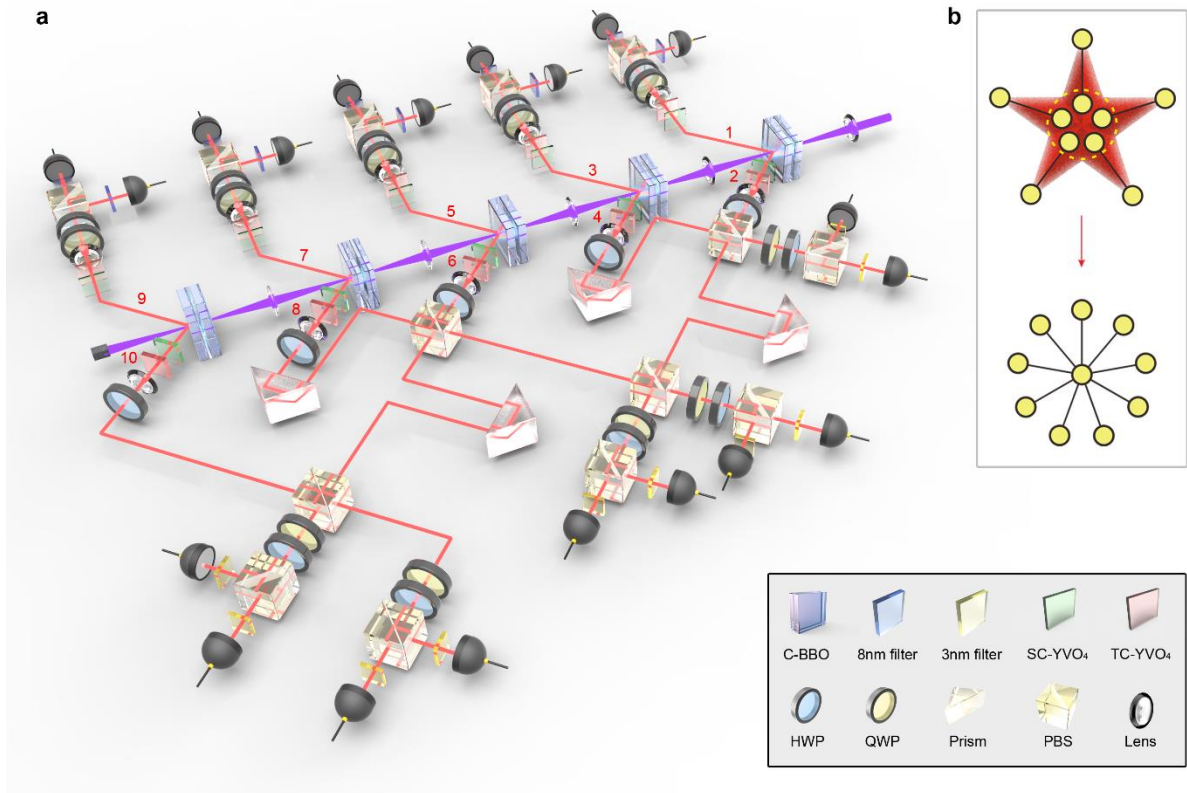 a
b
1
2
3
4
5
6
7
8
9
10
C-BBO
8nm filter
3nm filter
SC-YVO₄
TC-YVO₄
HWP
QWP
Prism
PBS
Lens